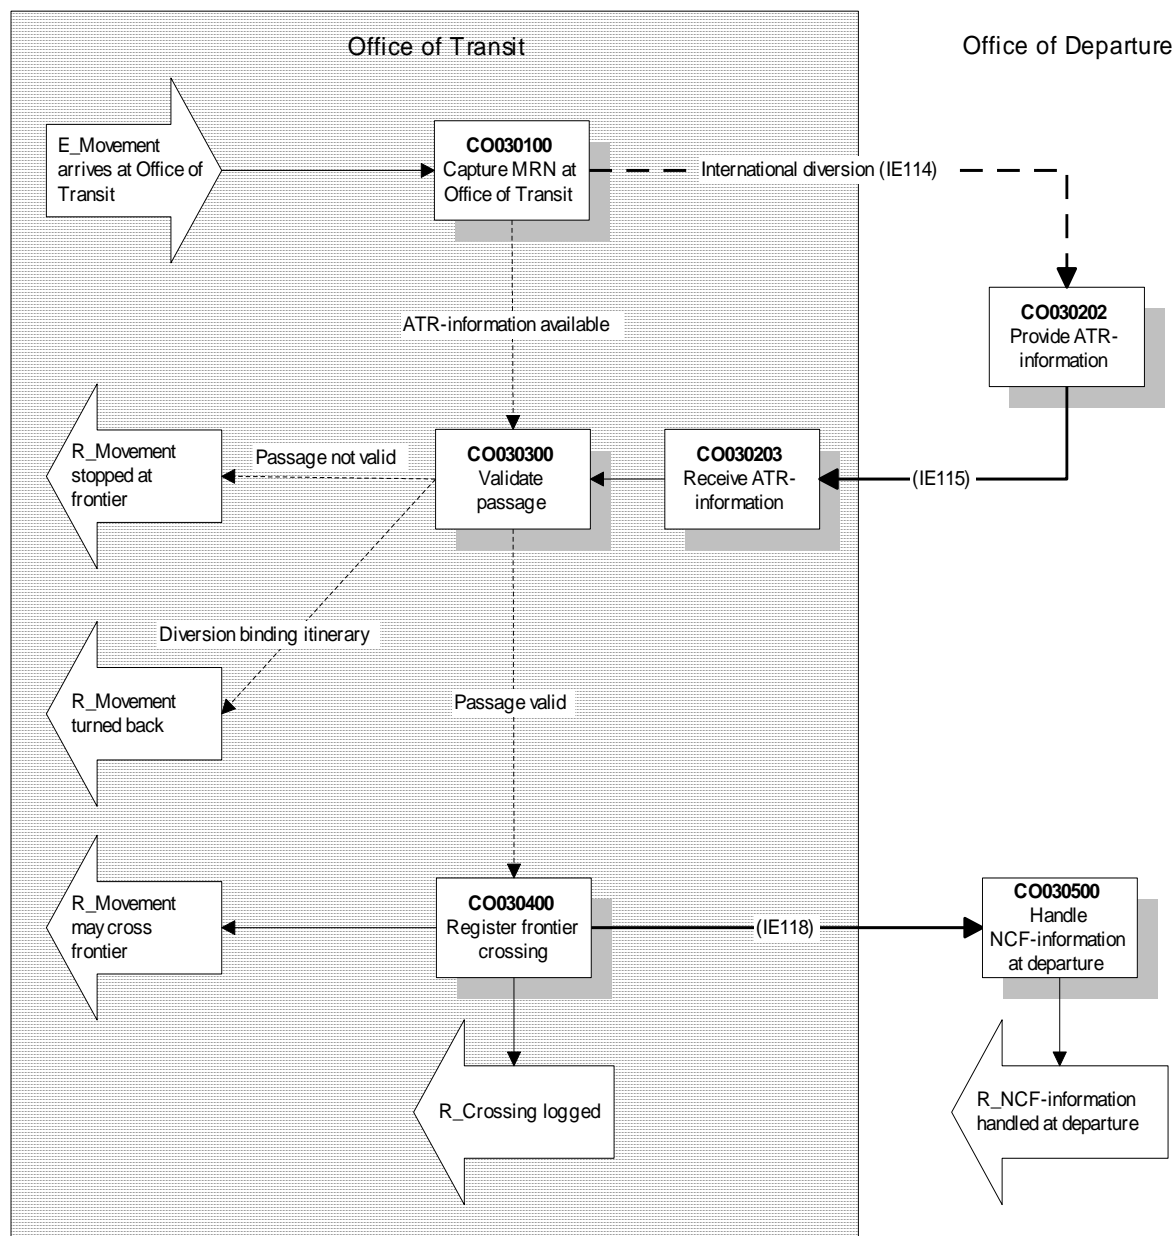 Office of Transit
Office of Departure
E_Movement
arrives at Office of
Transit
CO030100
Capture MRN at
Office of Transit
International diversion (IE114)
CO030202
Provide ATR-
information
ATR-information available
R_Movement
stopped at
frontier
Passage not valid
CO030300
Validate
passage
CO030203
Receive ATR-
information
(IE115)
Diversion binding itinerary
R_Movement
turned back
Passage valid
R_Movement
may cross
frontier
CO030400
Register frontier
crossing
(IE118)
CO030500
Handle
NCF-information
at departure
R_Crossing logged
R_NCF-information
handled at departure